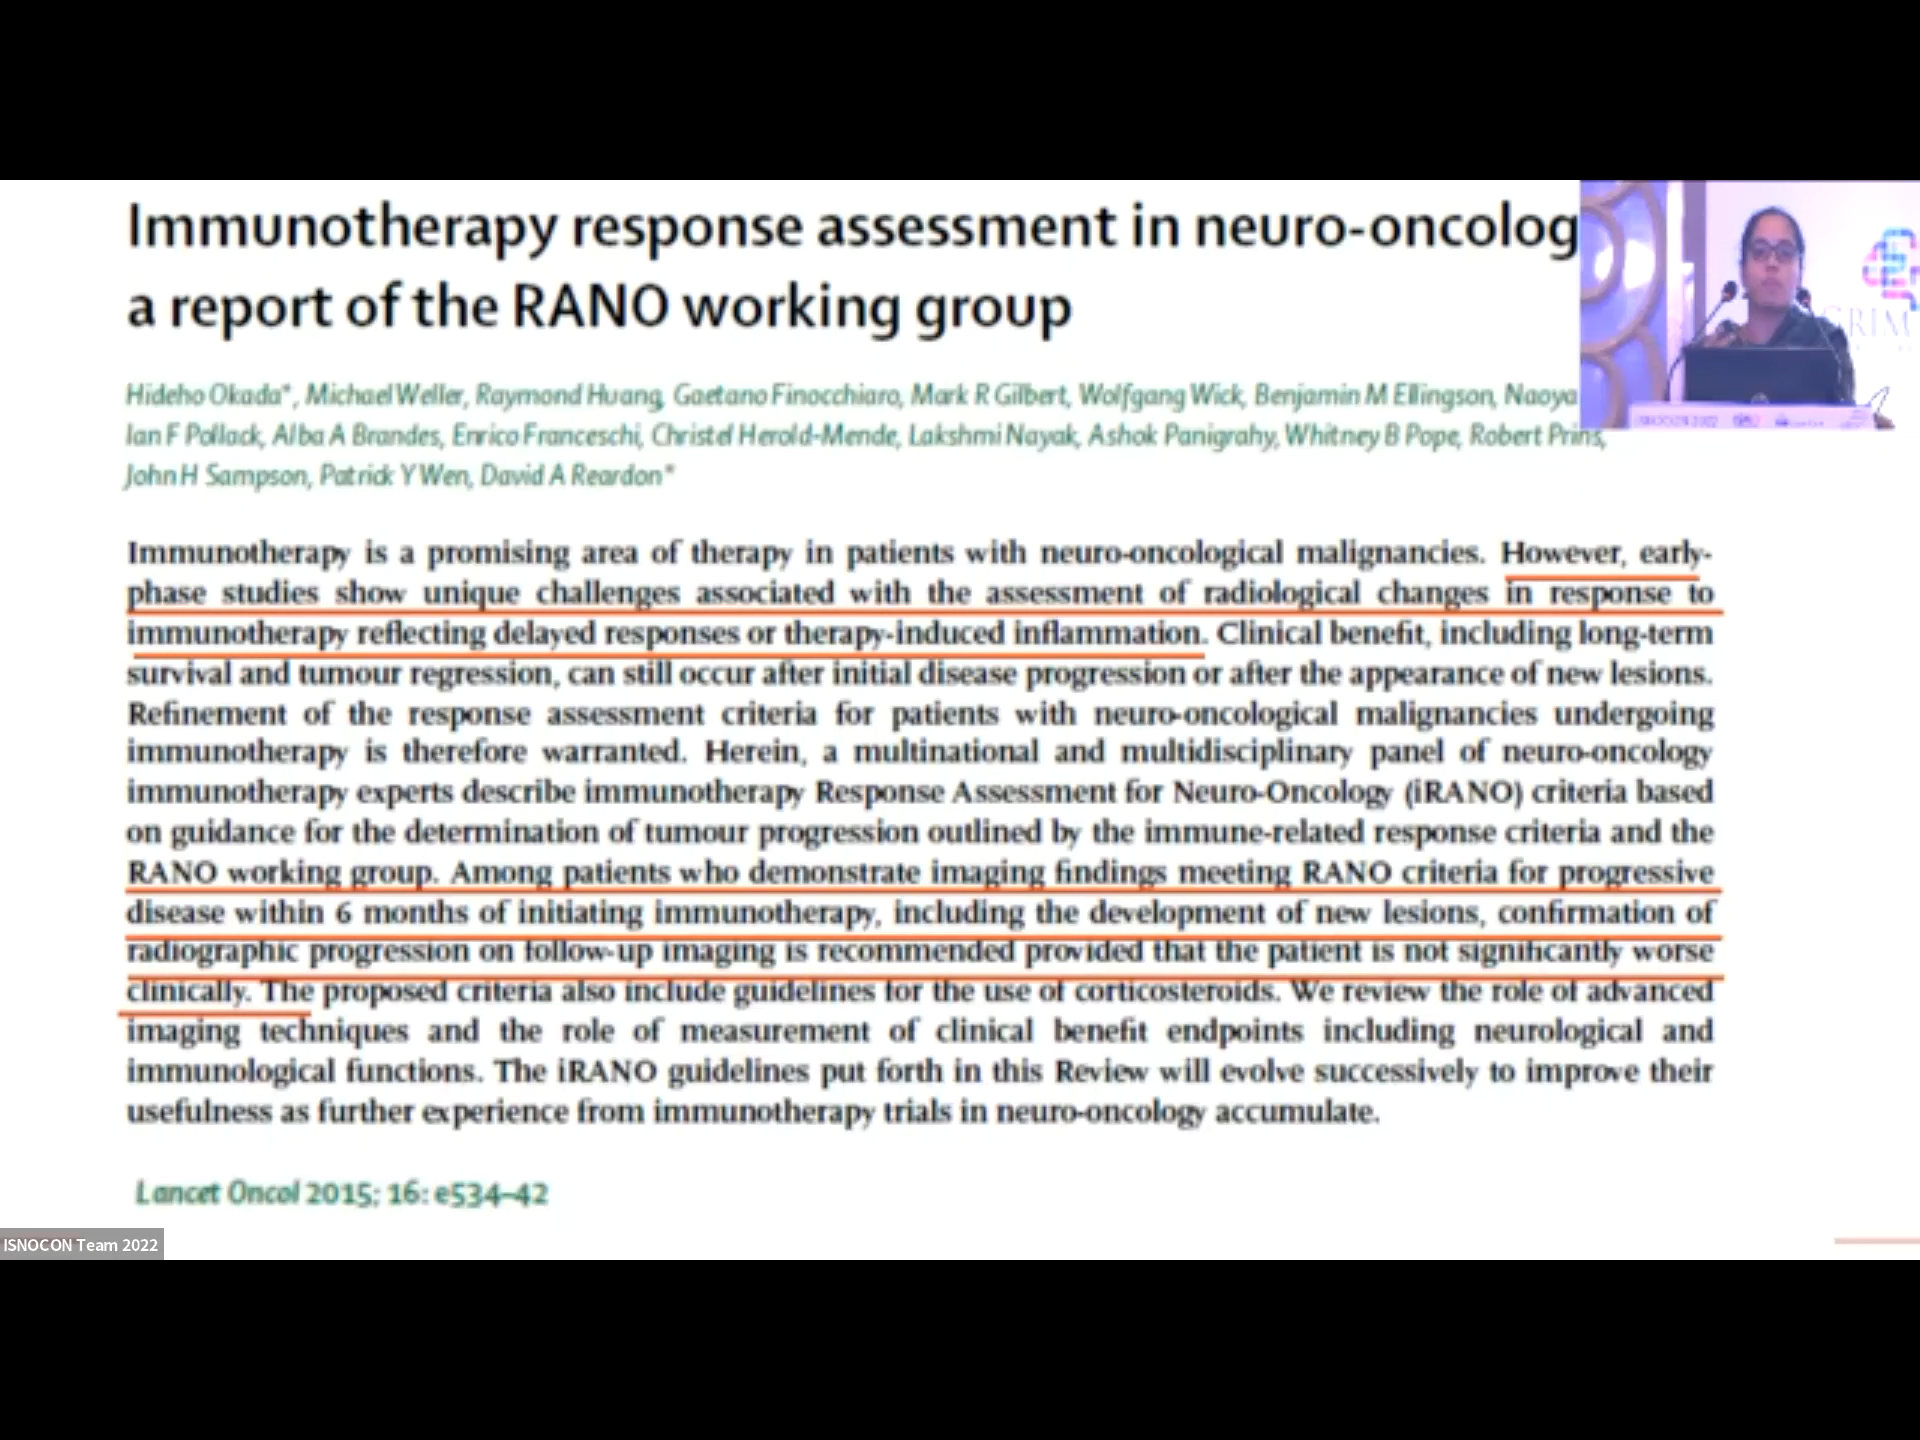 Immunotherapy response assessment in neuro-oncolog
a report of the RANO working group
Hideho Okada*, Michael Weller, Raymond Huang, Gaetano Finocchiaro, Mark R Gilbert, Wolfgang Wick, Benjamin M Ellingson, Naoya
Ian F Pollack, Alba A Brandes, Enrico Franceschi, Christel Herold-Mende, Lakshmi Nayak, Ashok Panigrahy, Whitney B Pope, Robert Prins,
John H Sampson, Patrick Y Wen, David A Reardon*
Immunotherapy is a promising area of therapy in patients with neuro-oncological malignancies. However, early-
phase studies show unique challenges associated with the assessment of radiological changes in response to
immunotherapy reflecting delayed responses or therapy-induced inflammation. Clinical benefit, including long-term
survival and tumour regression, can still occur after initial disease progression or after the appearance of new lesions.
Refinement of the response assessment criteria for patients with neuro-oncological malignancies undergoing
immunotherapy is therefore warranted. Herein, a multinational and multidisciplinary panel of neuro-oncology
immunotherapy experts describe immunotherapy Response Assessment for Neuro-Oncology (iRANO) criteria based
on guidance for the determination of tumour progression outlined by the immune-related response criteria and the
RANO working group. Among patients who demonstrate imaging findings meeting RANO criteria for progressive
disease within 6 months of initiating immunotherapy, including the development of new lesions, confirmation of
radiographic progression on follow-up imaging is recommended provided that the patient is not significantly worse
clinically. The proposed criteria also include guidelines for the use of corticosteroids. We review the role of advanced
imaging techniques and the role of measurement of clinical benefit endpoints including neurological and
immunological functions. The iRANO guidelines put forth in this Review will evolve successively to improve their
usefulness as further experience from immunotherapy trials in neuro-oncology accumulate.
Lancet Oncol 2015; 16: e534–42
ISNOCON Team 2022
GRIM
ISNOCON 2022